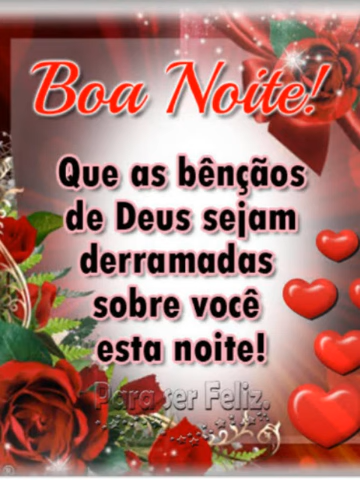 Boa Noite!
Que as bênçãos
de Deus sejam
derramadas
sobre você
esta noite!
Para ser Feliz.